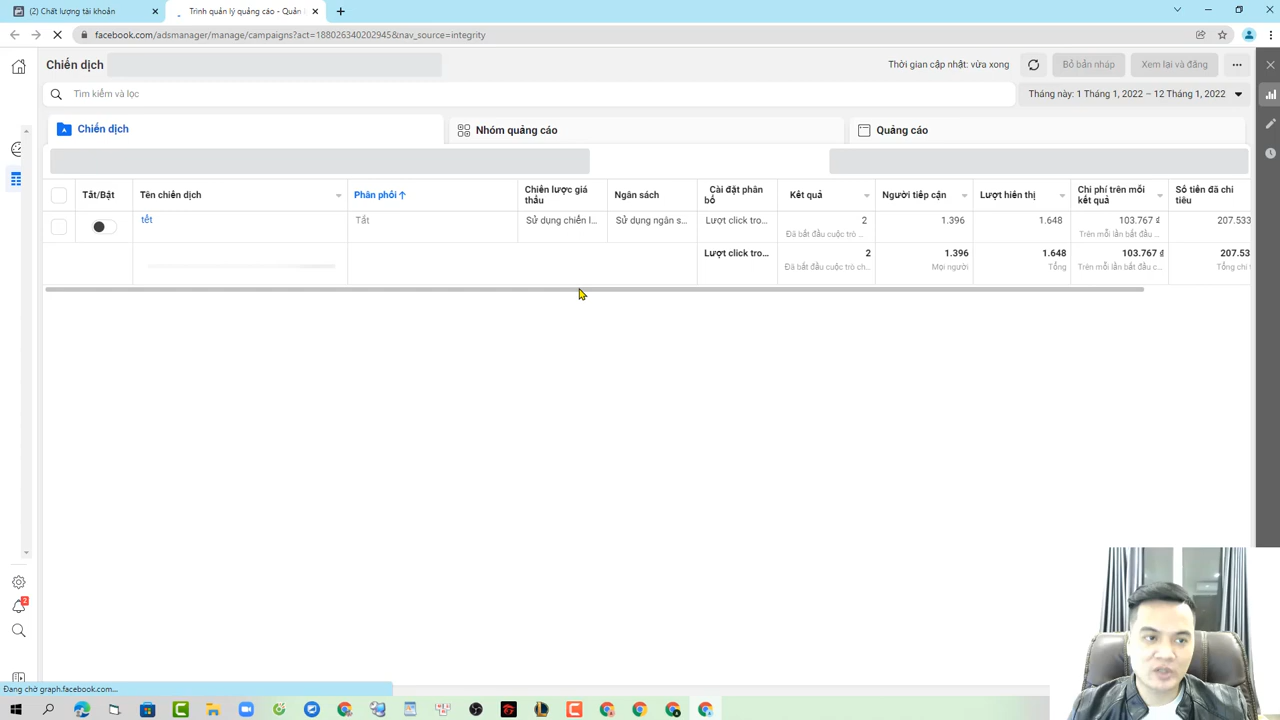 (2) Chất lượng tài khoản
Trình quản lý quảng cáo - Quản l
facebook.com/adsmanager/manage/campaigns?act=188026340202945&nav_source=integrity
Chiến dịch
Thời gian cập nhật: vừa xong
Bỏ bản nháp
Xem lại và đăng
Tìm kiếm và lọc
Tháng này: 1 Tháng 1, 2022 – 12 Tháng 1, 2022
Chiến dịch
Nhóm quảng cáo
Quảng cáo
Tắt/Bật
Tên chiến dịch
Phân phối ↑
Chiến lược giá thầu
Ngân sách
Cài đặt phân bổ
Kết quả
Người tiếp cận
Lượt hiển thị
Chi phí trên mỗi kết quả
Số tiền đã chi tiêu
tết
Tắt
Sử dụng chiến l...
Sử dụng ngân s...
Lượt click tro...
2
1.396
1.648
103.767 ₫
207.533
Đã bắt đầu cuộc trò ...
Trên mỗi lần bắt đầu ...
Lượt click tro...
2
1.396
1.648
103.767 ₫
207.53
Đã bắt đầu cuộc trò ch...
Mọi người
Tổng
Trên mỗi lần bắt đầu c...
Tổng chi t
2
Đang chờ graph.facebook.com...